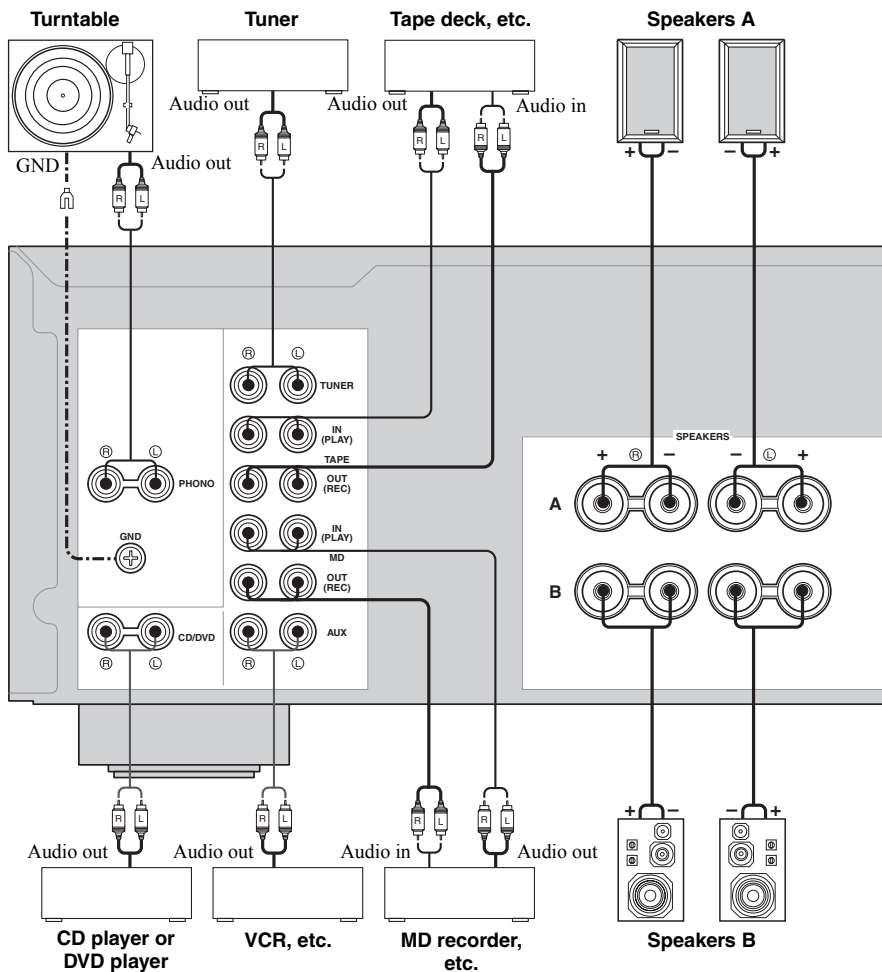 Turntable
Tuner
Tape deck, etc.
Speakers A
Audio out
Audio out
Audio in
GND
Audio out
R L
R L
R L
R L
+ − − +
R L
TUNER
IN
(PLAY)
TAPE
OUT
(REC)
R L
PHONO
GND
IN
(PLAY)
MD
OUT
(REC)
CD/DVD
R L
AUX
R L
SPEAKERS
+ R − − L +
A
B
+ − − +
R L
R L
R L
R L
Audio out
Audio out
Audio in
Audio out
CD player or
DVD player
VCR, etc.
MD recorder,
etc.
Speakers B